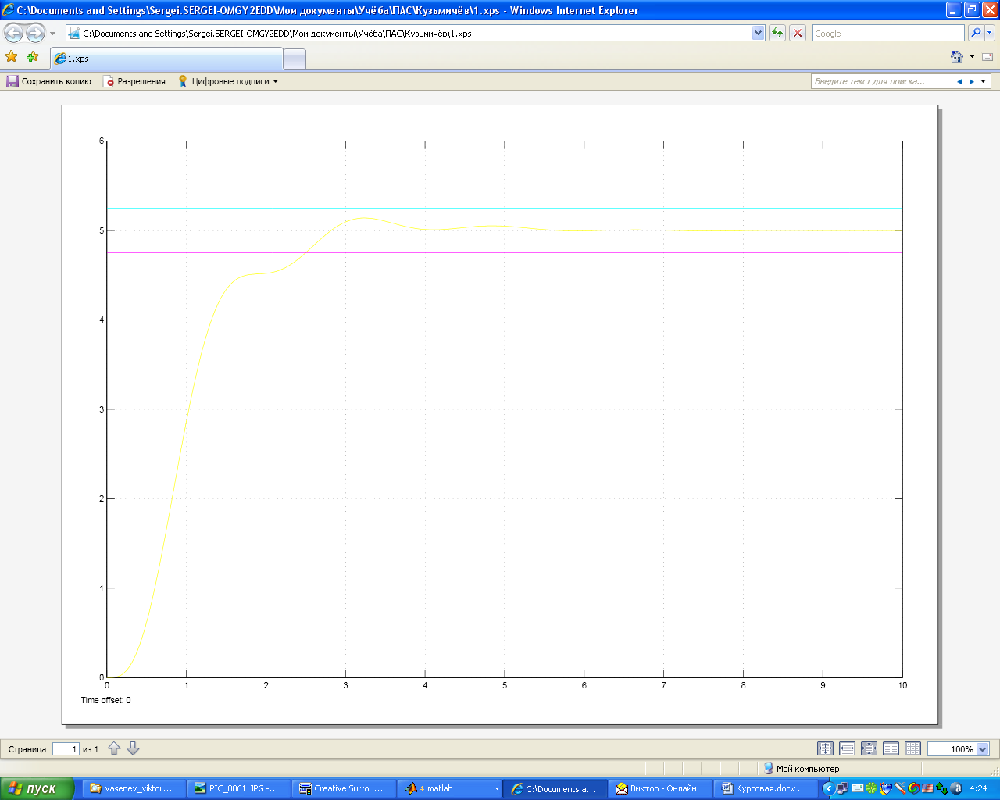 C:\Documents and Settings\Sergei.SERGEI-OMGY2EDD\Мои документы\Учёба\ПАС\Кузьмичёв\1.xps - Windows Internet Explorer
C:\Documents and Settings\Sergei.SERGEI-OMGY2EDD\Мои документы\Учёба\ПАС\Кузьмичёв\1.xps
Google
1.xps
Сохранить копию
Разрешения
Цифровые подписи
Введите текст для поиска...
6
5
4
3
2
1
0
0 1 2 3 4 5 6 7 8 9 10
Time offset: 0
Страница 1 из 1
100%
Мой компьютер
пуск
vasenev_viktor...
PIC_0061.JPG -...
Creative Surrou...
4 matlab
C:\Documents a...
Виктор - Онлайн
Курсовая.docx ...
4:24